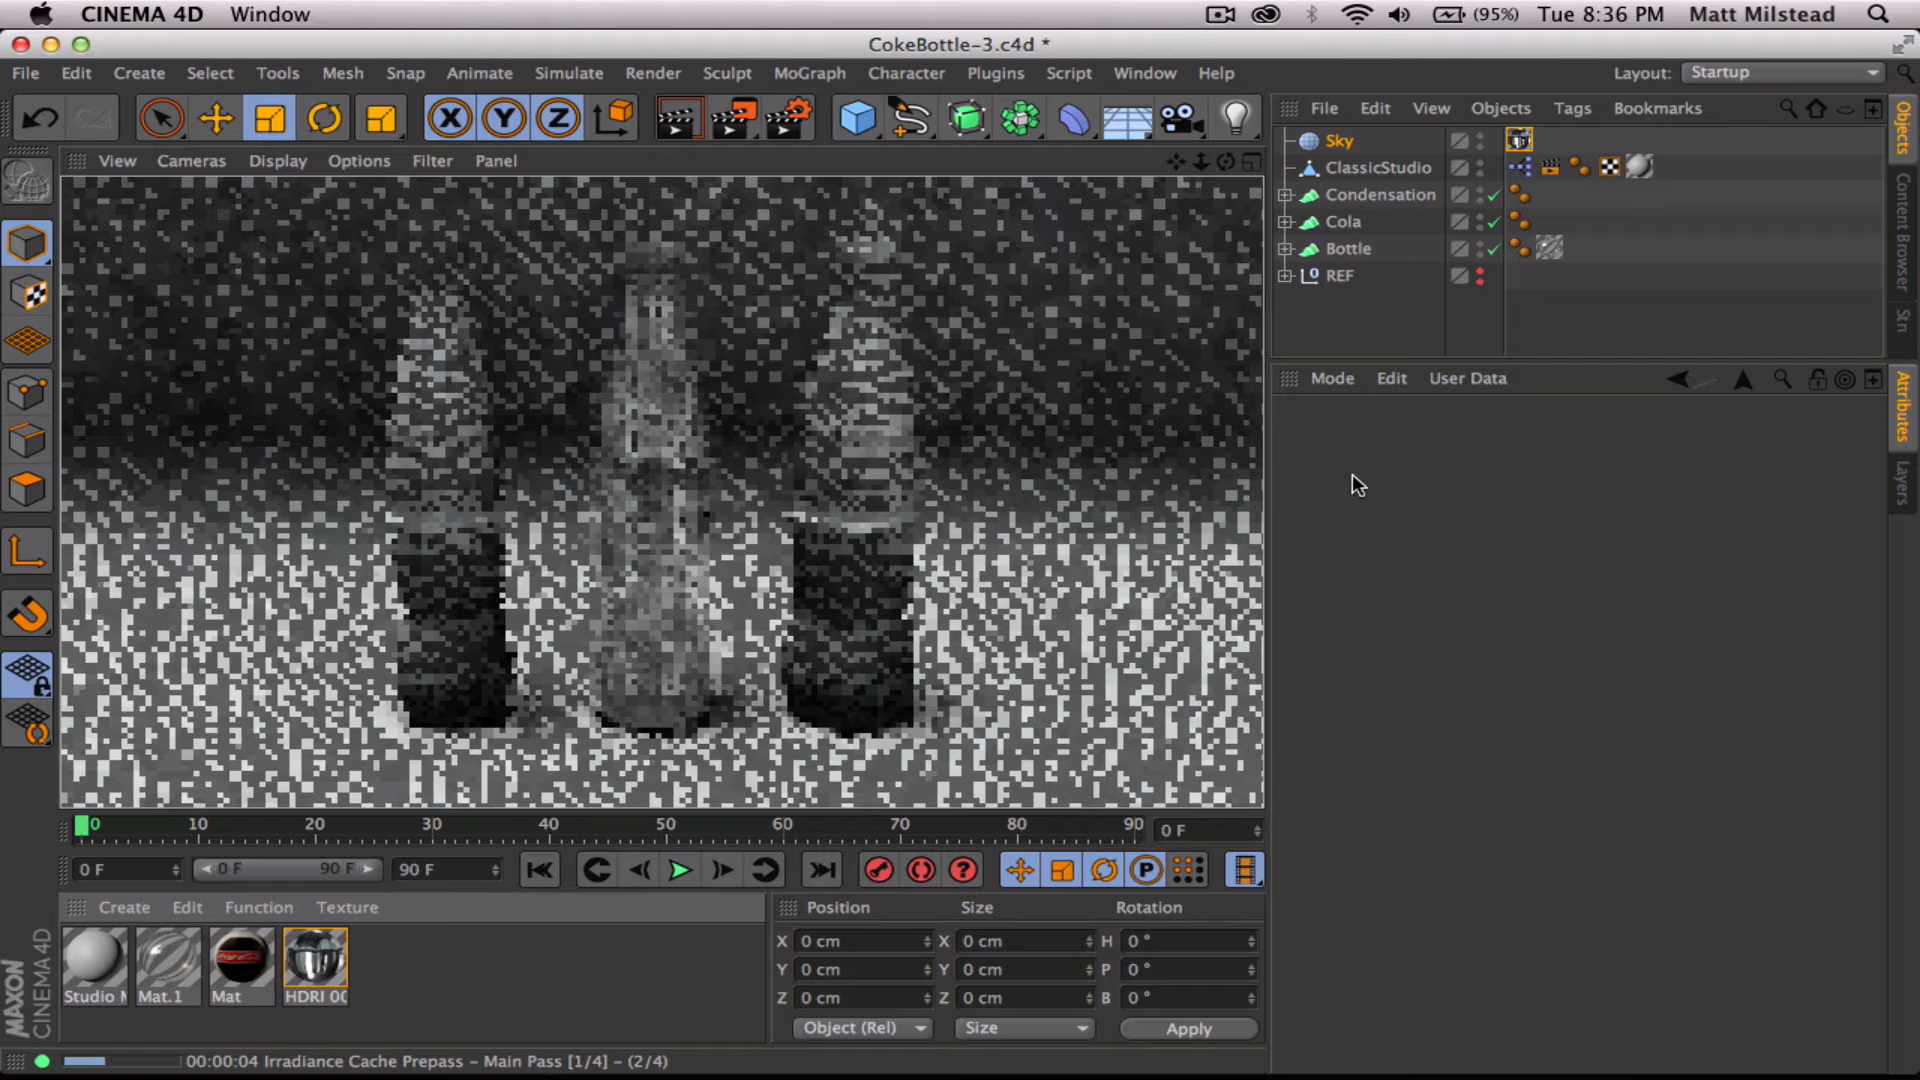 CINEMA 4D Window (95%) Tue 8:36 PM Matt Milstead
CokeBottle-3.c4d *
File Edit Create Select Tools Mesh Snap Animate Simulate Render Sculpt MoGraph Character Plugins Script Window Help Layout: Startup
X Y Z
File Edit View Objects Tags Bookmarks
View Cameras Display Options Filter Panel
Sky
ClassicStudio
Condensation
Cola
Bottle
REF
Objects
Content Browser
Mode Edit User Data
Attributes
Layers
0 10 20 30 40 50 60 70 80 90 0 F
0 F 0 F 90 F 90 F
Create Edit Function Texture
Mat.1 Mat
Position Size Rotation
X 0 cm X 0 cm H 0 °
Y 0 cm Y 0 cm P 0 °
Z 0 cm Z 0 cm B 0 °
Object (Rel) Size Apply
MAXON
CINEMA 4D
00:00:04 Irradiance Cache Prepass - Main Pass [1/4] - (2/4)